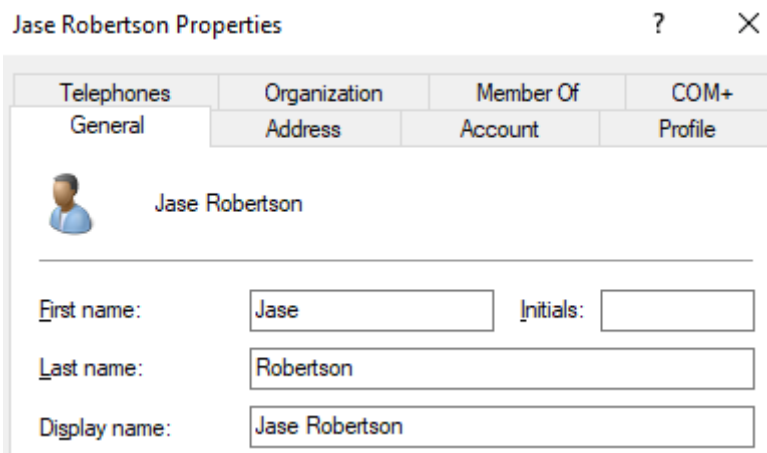 Jase Robertson Properties ? ×
Telephones Organization Member Of COM+
General Address Account Profile
Jase Robertson
First name: Jase Initials:
Last name: Robertson
Display name: Jase Robertson